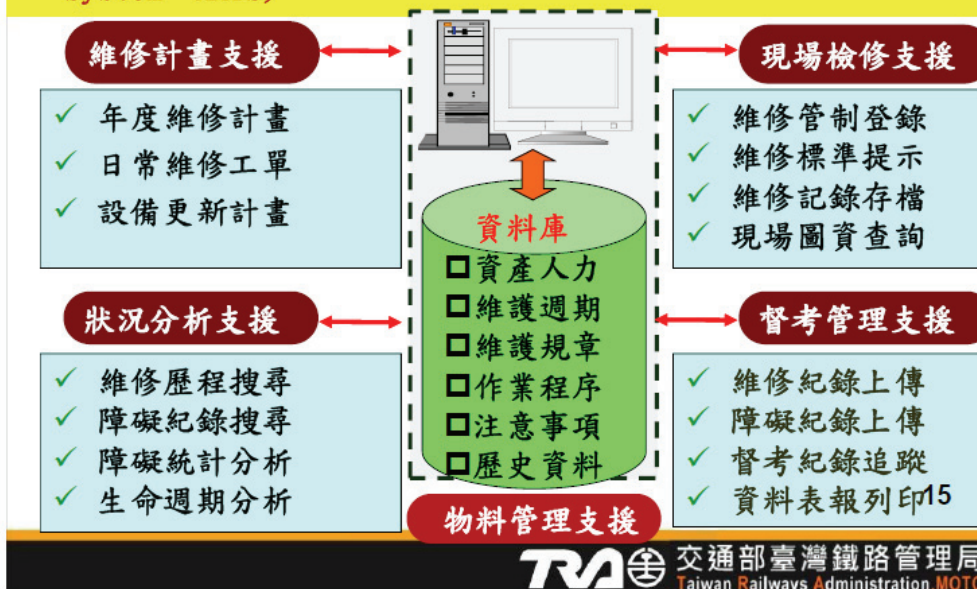 維修計畫支援
✓ 年度維修計畫
✓ 日常維修工單
✓ 設備更新計畫
現場檢修支援
✓ 維修管制登錄
✓ 維修標準提示
✓ 維修記錄存檔
✓ 現場圖資查詢
資料庫
資產人力
維護週期
維護規章
作業程序
注意事項
歷史資料
狀況分析支援
✓ 維修歷程搜尋
✓ 障礙紀錄搜尋
✓ 障礙統計分析
✓ 生命週期分析
督考管理支援
✓ 維修紀錄上傳
✓ 障礙紀錄上傳
✓ 督考紀錄追蹤
✓ 資料表報列印
15
物料管理支援
TRA 交通部臺灣鐵路管理局
Taiwan Railways Administration.MOTC